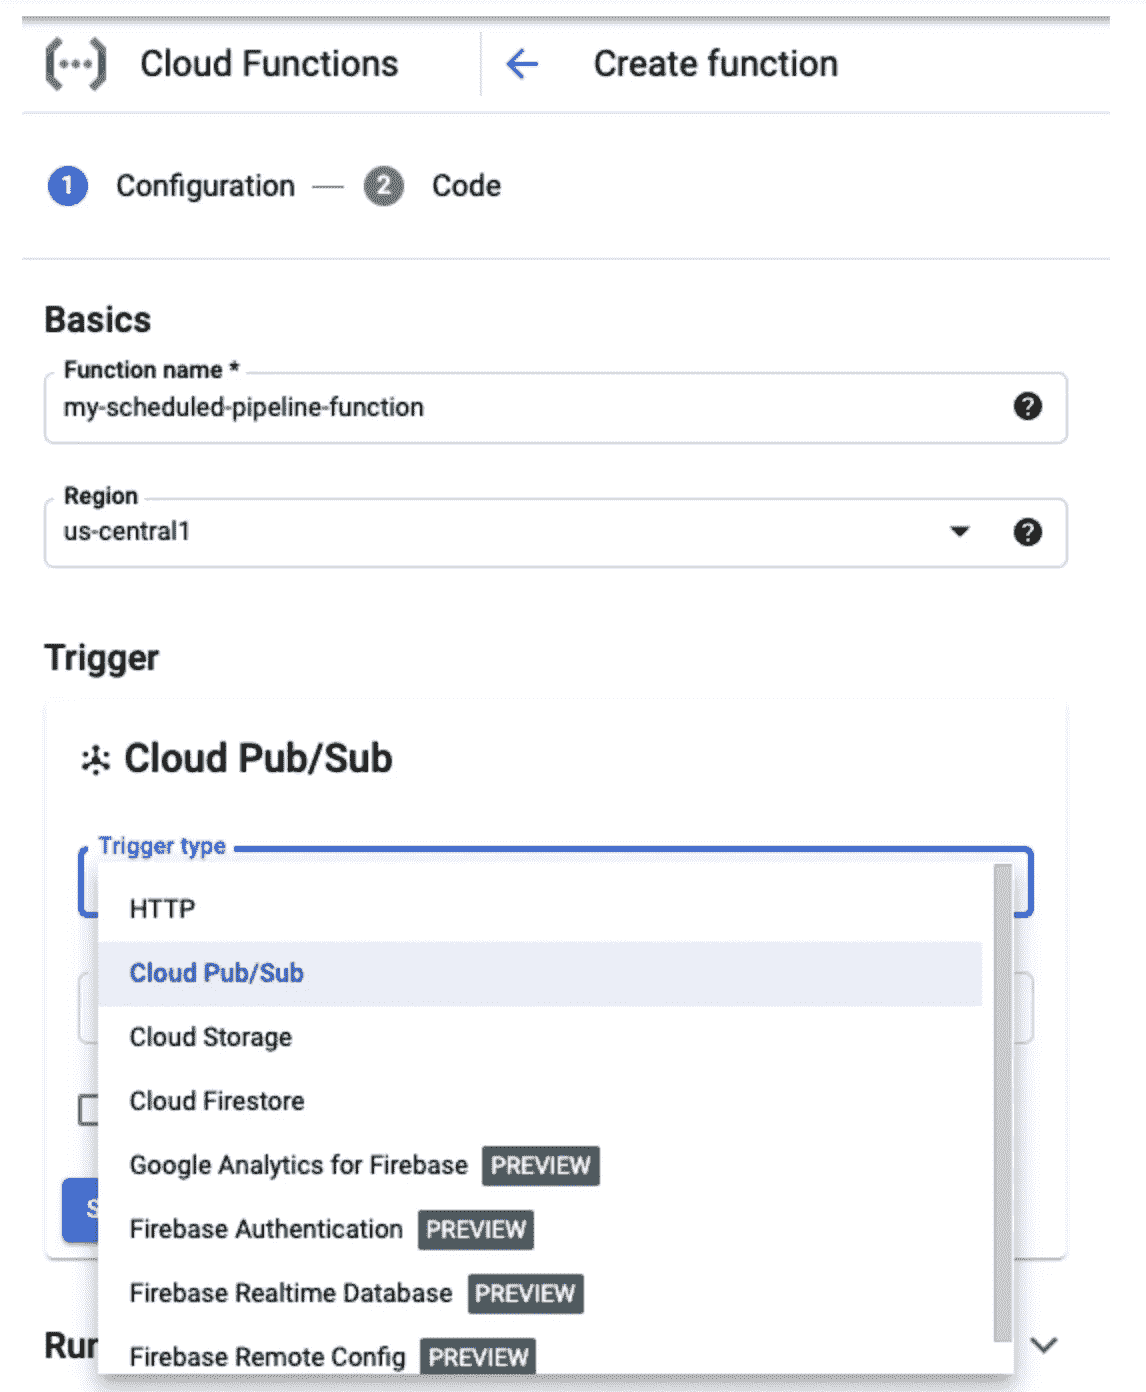 Cloud Functions Create function
1 Configuration — 2 Code
Basics
Function name *
my-scheduled-pipeline-function
Region
us-central1
Trigger
Cloud Pub/Sub
Trigger type
HTTP
Cloud Pub/Sub
Cloud Storage
Cloud Firestore
Google Analytics for Firebase PREVIEW
Firebase Authentication PREVIEW
Firebase Realtime Database PREVIEW
Firebase Remote Config PREVIEW